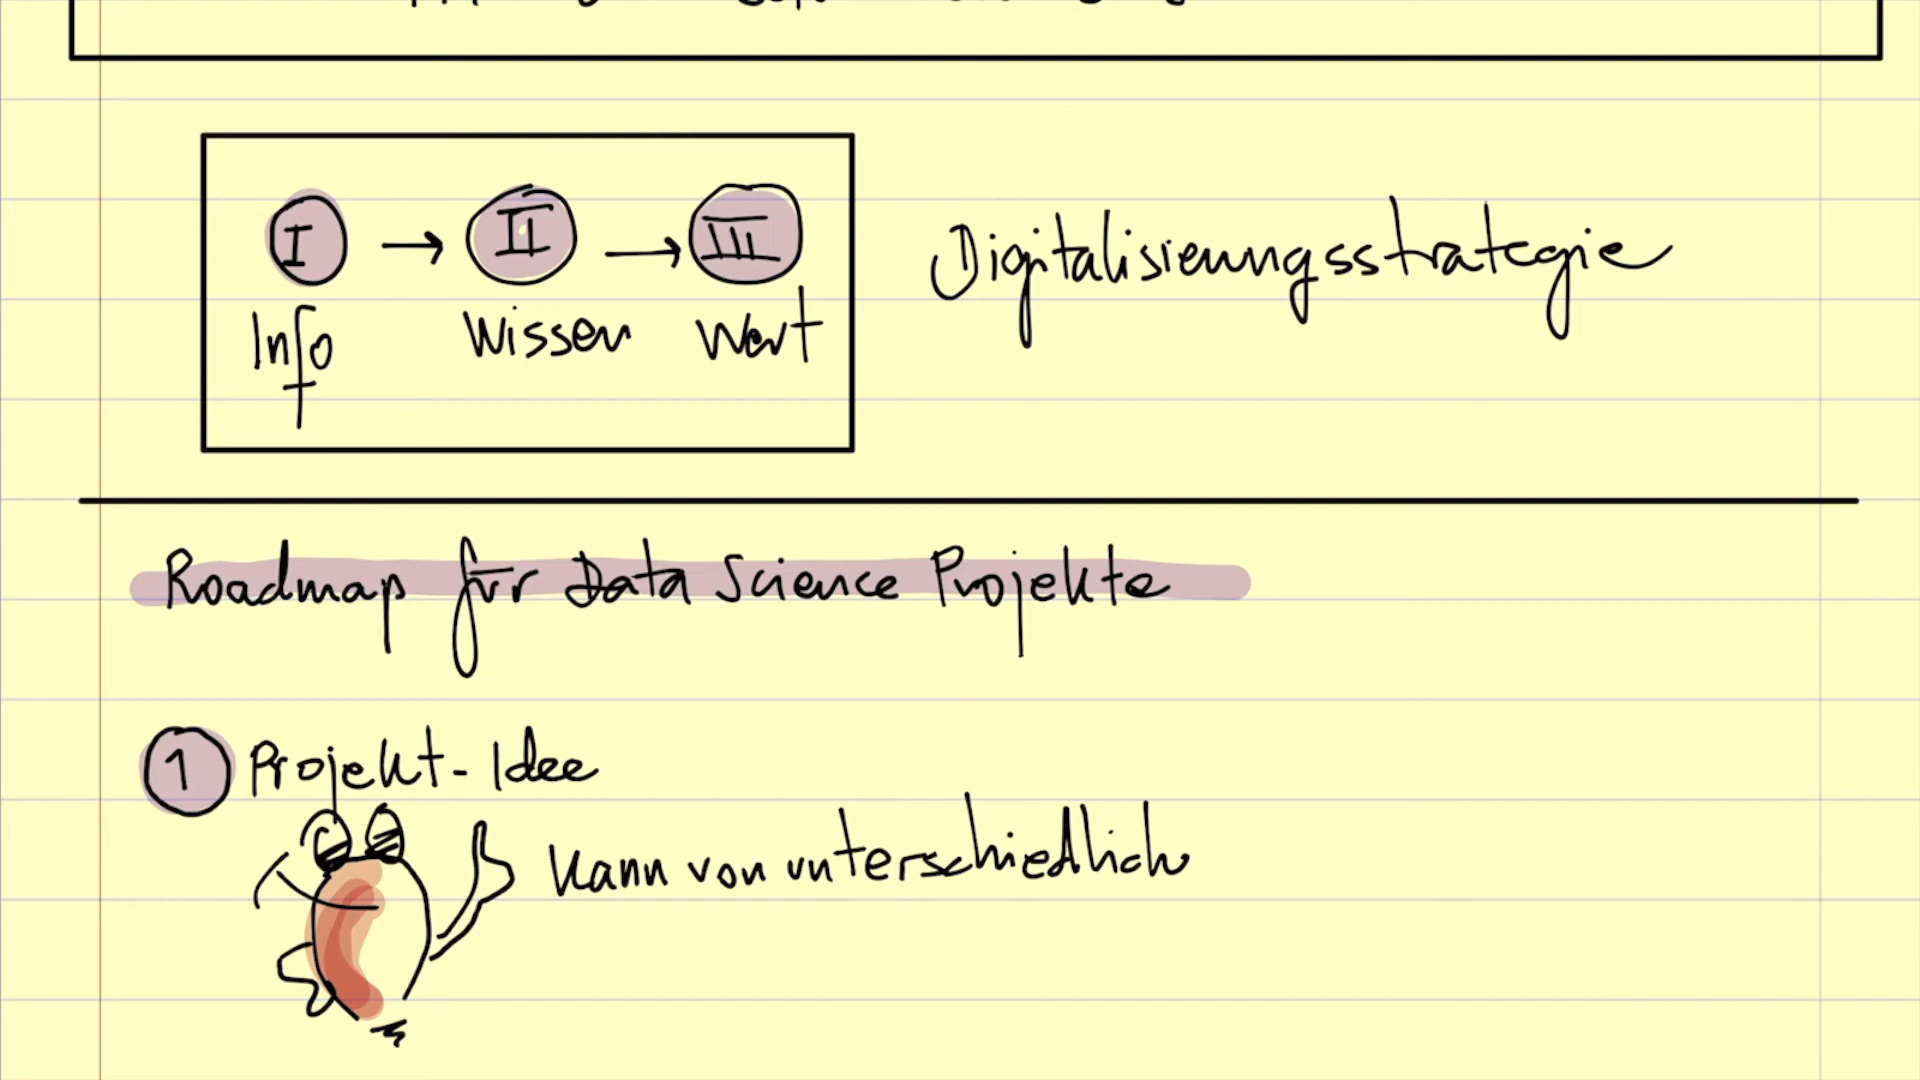 I → II → III
Info Wissen Wert
Digitalisierungsstrategie
Roadmap für Data Science Projekte
1 Projekt-Idee
Kann von unterschiedlich